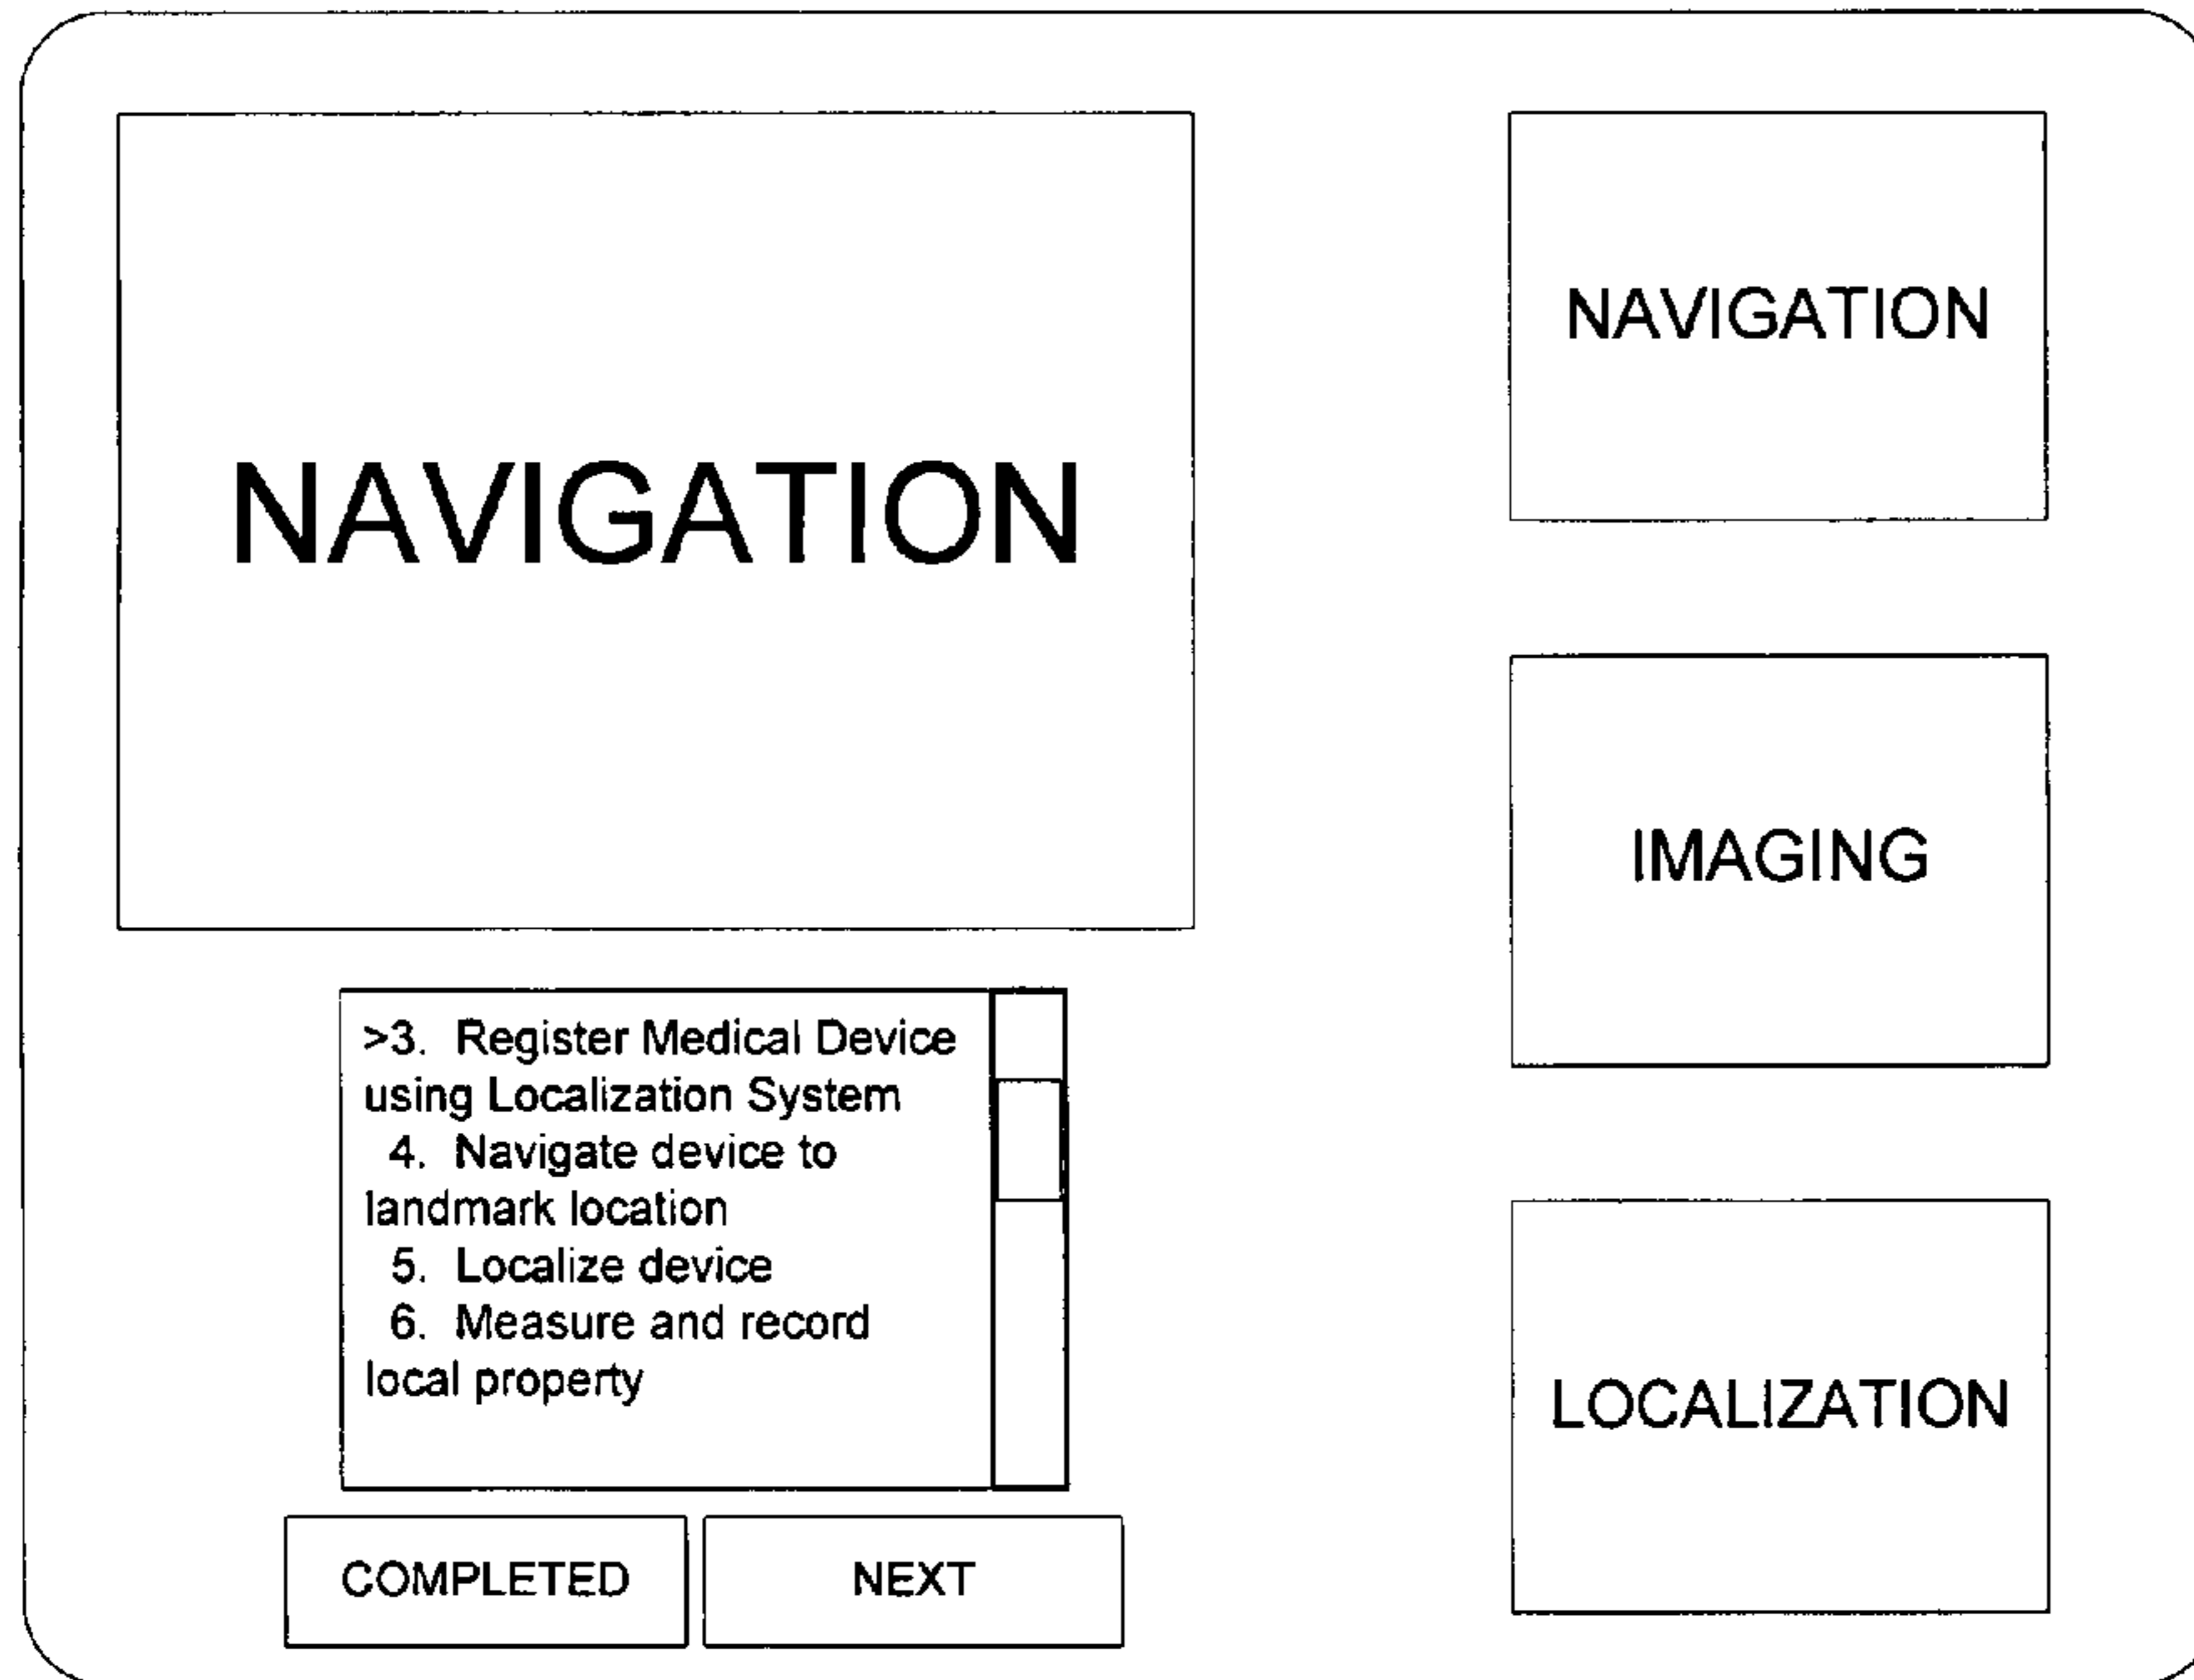 NAVIGATION
>3. Register Medical Device
using Localization System
4. Navigate device to
landmark location
5. Localize device
6. Measure and record
local property
COMPLETED
NEXT
NAVIGATION
IMAGING
LOCALIZATION